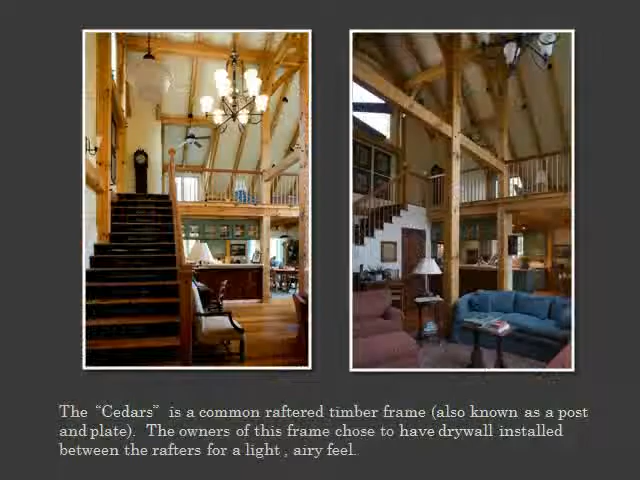 The “Cedars”  is a common raftered timber frame (also known as a post
and plate).  The owners of this frame chose to have drywall installed
between the rafters for a light , airy feel.